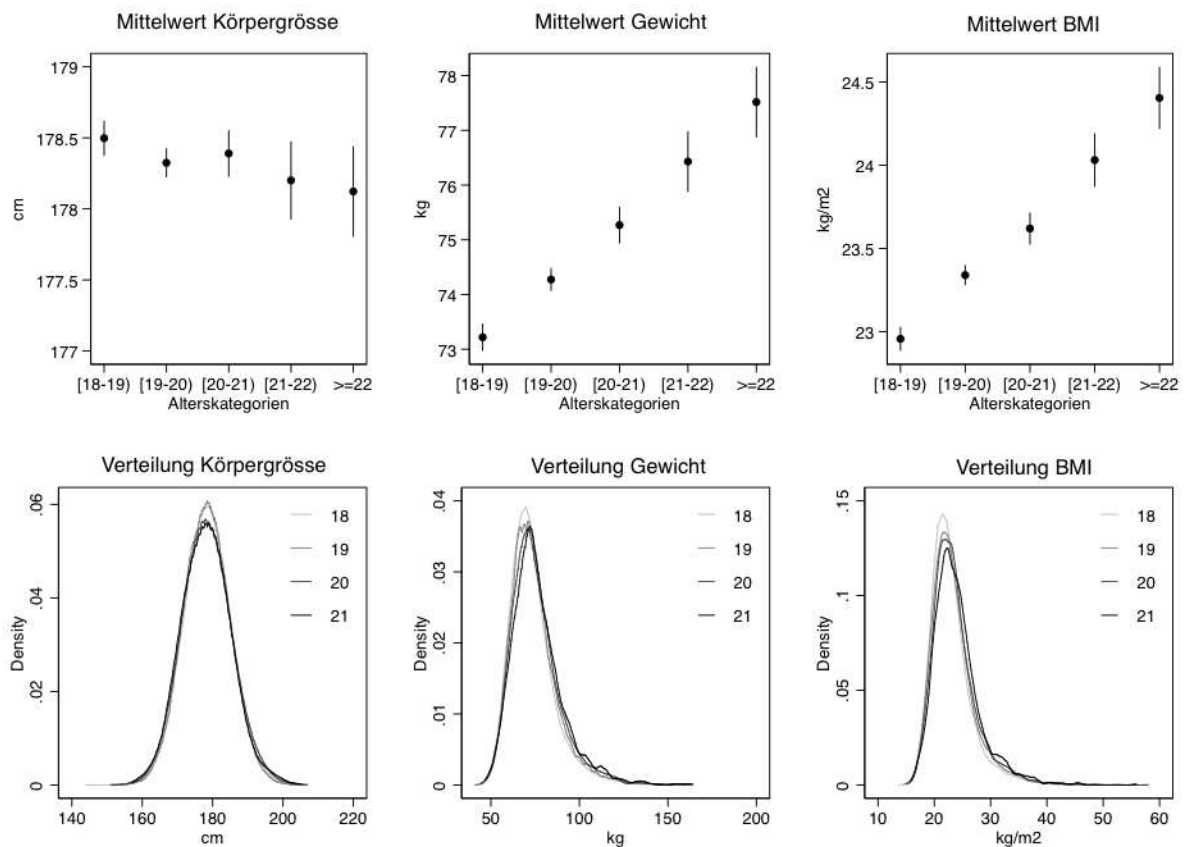 Mittelwert Körpergrösse
179
178.5
178
177.5
177
cm
[18-19) [19-20) [20-21) [21-22) >=22
Alterskategorien
Mittelwert Gewicht
78
77
76
75
74
73
kg
[18-19) [19-20) [20-21) [21-22) >=22
Alterskategorien
Mittelwert BMI
24.5
24
23.5
23
kg/m2
[18-19) [19-20) [20-21) [21-22) >=22
Alterskategorien
Verteilung Körpergrösse
.06
.04
.02
0
Density
18
19
20
21
140 160 180 200 220
cm
Verteilung Gewicht
.04
.03
.02
.01
0
Density
18
19
20
21
50 100 150 200
kg
Verteilung BMI
.15
.1
.05
0
Density
18
19
20
21
10 20 30 40 50 60
kg/m2